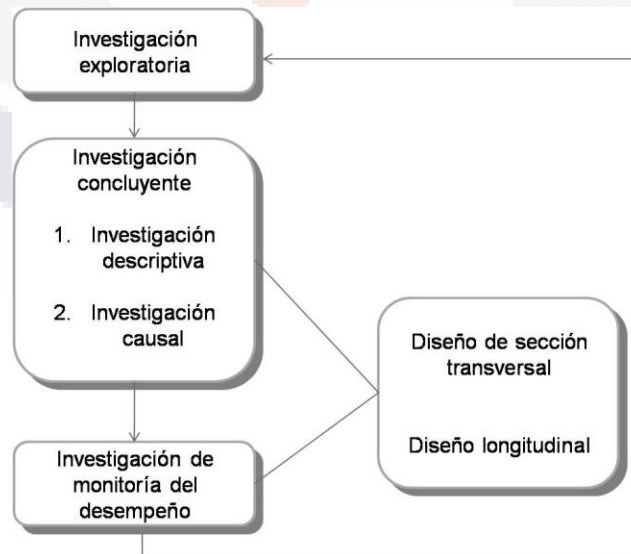 Investigación
exploratoria
Investigación
concluyente
1. Investigación
descriptiva
2. Investigación
causal
Diseño de sección
transversal
Diseño longitudinal
Investigación de
monitoría del
desempeño